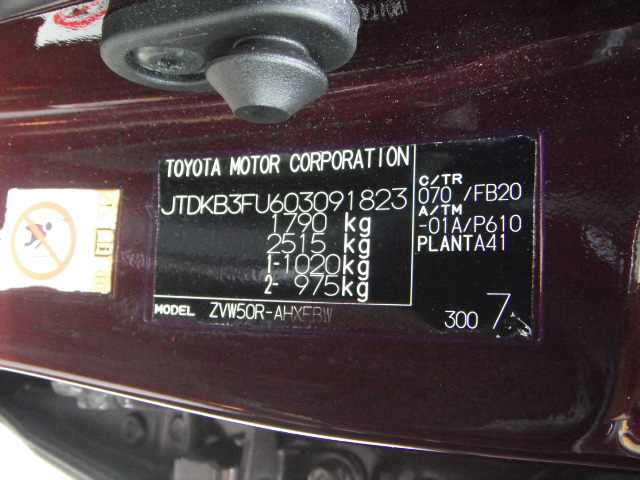 TOYOTA MOTOR CORPORATION
JTDKB3FU603091823
1790 kg
2515 kg
1-1020kg
2- 975kg
MODEL ZVW50R-AHXEBW
C/TR
070 /FB20
A/TM
-01A/P610
PLANTA41
300 7